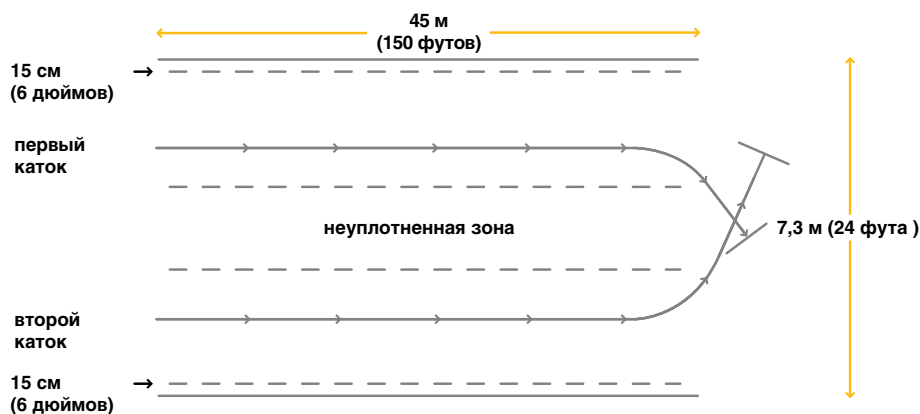 45 м
(150 футов)
15 см
(6 дюймов)
первый
каток
неуплотненная зона
7,3 м (24 фута )
второй
каток
15 см
(6 дюймов)